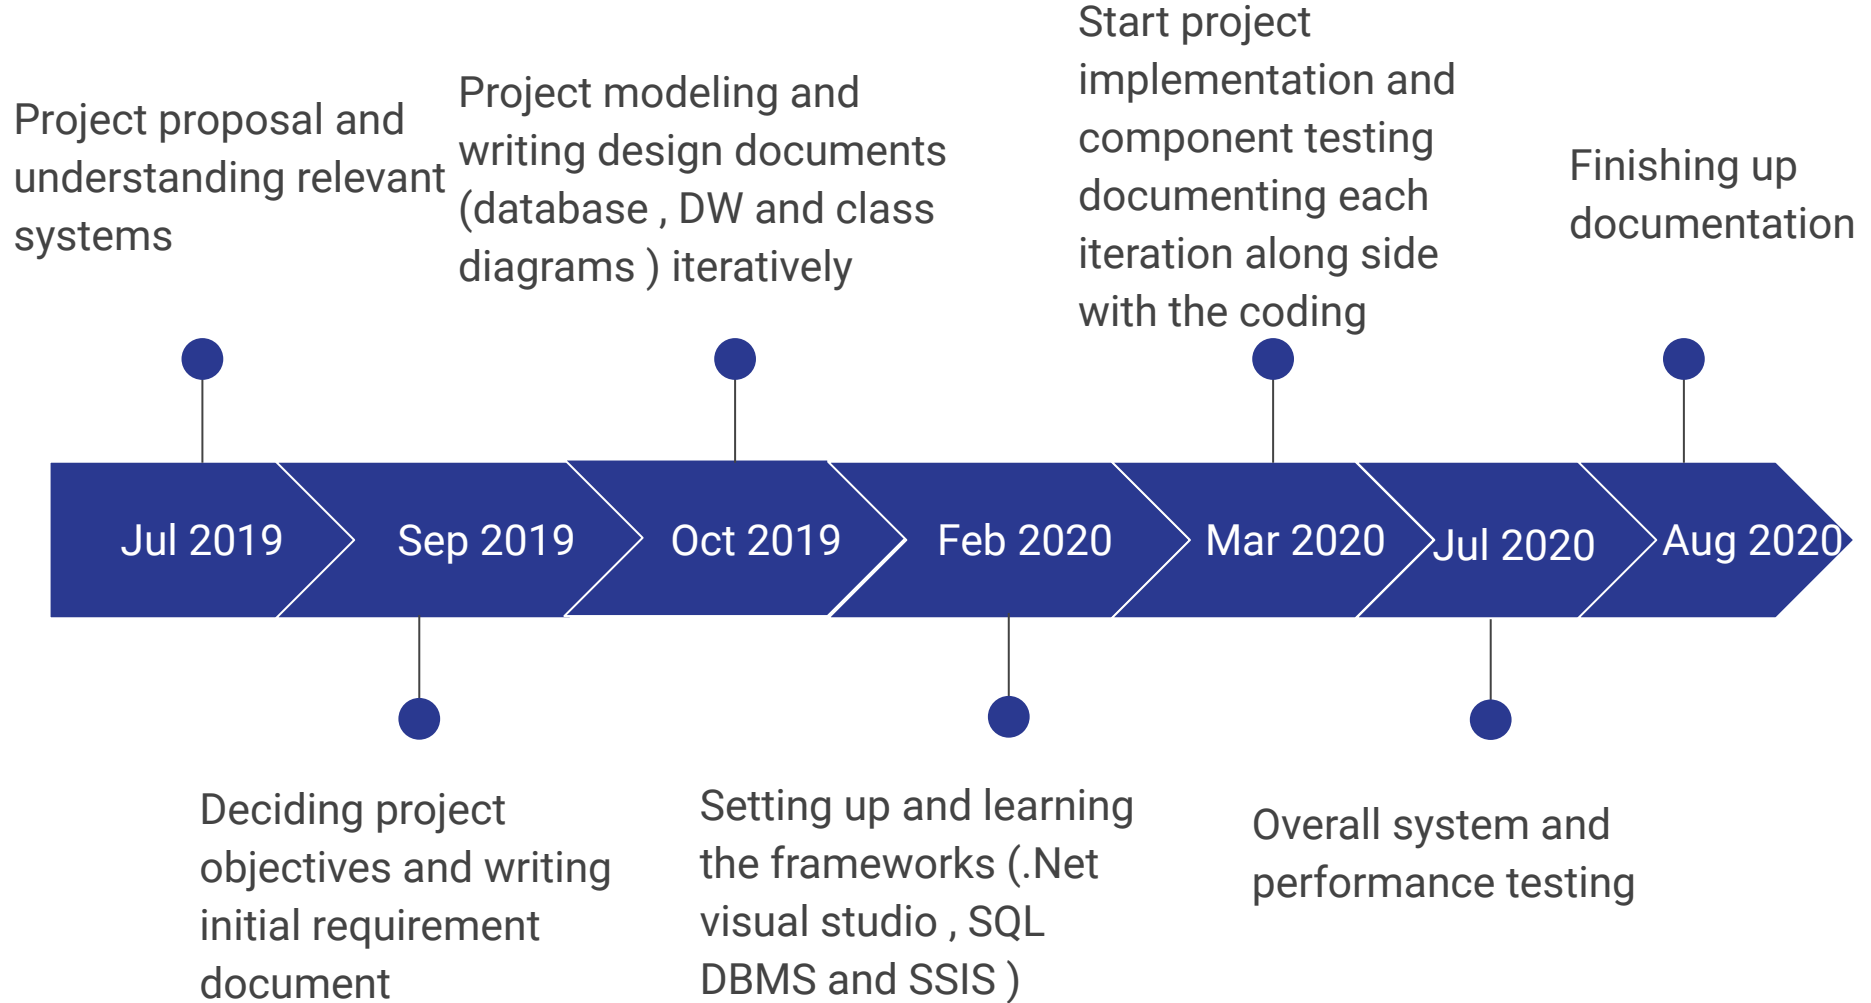 Project proposal and
understanding relevant
systems
Project modeling and
writing design documents
(database , DW and class
diagrams ) iteratively
Start project
implementation and
component testing
documenting each
iteration along side
with the coding
Finishing up
documentation
Jul 2019
Sep 2019
Oct 2019
Feb 2020
Mar 2020
Jul 2020
Aug 2020
Deciding project
objectives and writing
initial requirement
document
Setting up and learning
the frameworks (.Net
visual studio , SQL
DBMS and SSIS )
Overall system and
performance testing